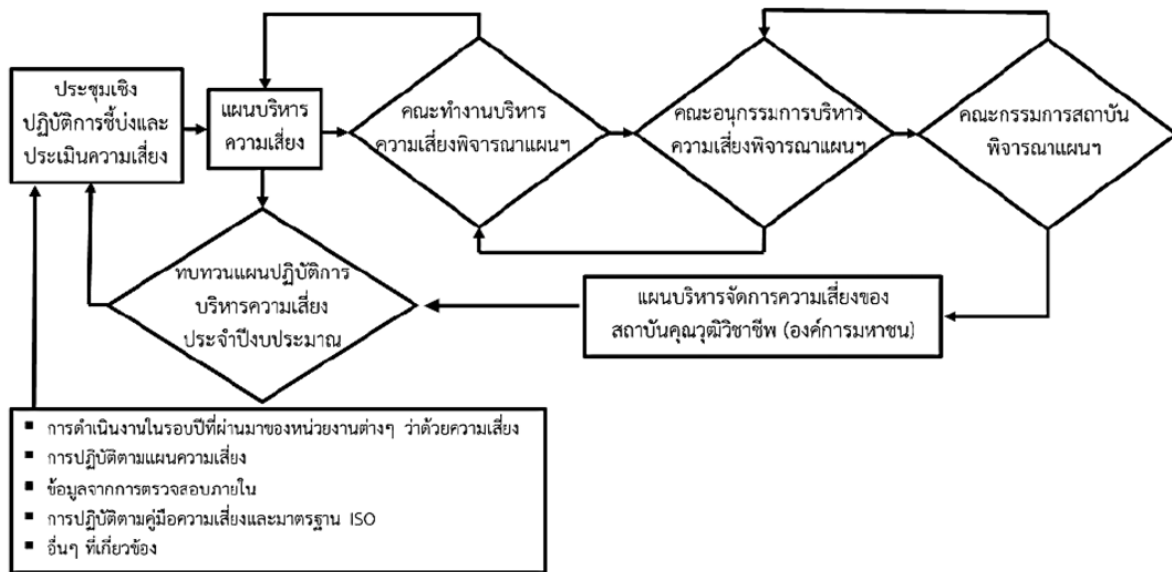 ประชุมเชิง
ปฏิบัติการชี้บ่งและ
ประเมินความเสี่ยง
แผนบริหาร
ความเสี่ยง
คณะทำงานบริหาร
ความเสี่ยงพิจารณาแผนฯ
คณะอนุกรรมการบริหาร
ความเสี่ยงพิจารณาแผนฯ
คณะกรรมการสถาบัน
พิจารณาแผนฯ
ทบทวนแผนปฏิบัติการ
บริหารความเสี่ยง
ประจำปีงบประมาณ
แผนบริหารจัดการความเสี่ยงของ
สถาบันคุณวุฒิวิชาชีพ (องค์การมหาชน)
▪ การดำเนินงานในรอบปีที่ผ่านมาของหน่วยงานต่างๆ ว่าด้วยความเสี่ยง
▪ การปฏิบัติตามแผนความเสี่ยง
▪ ข้อมูลจากการตรวจสอบภายใน
▪ การปฏิบัติตามคู่มือความเสี่ยงและมาตรฐาน ISO
▪ อื่นๆ ที่เกี่ยวข้อง